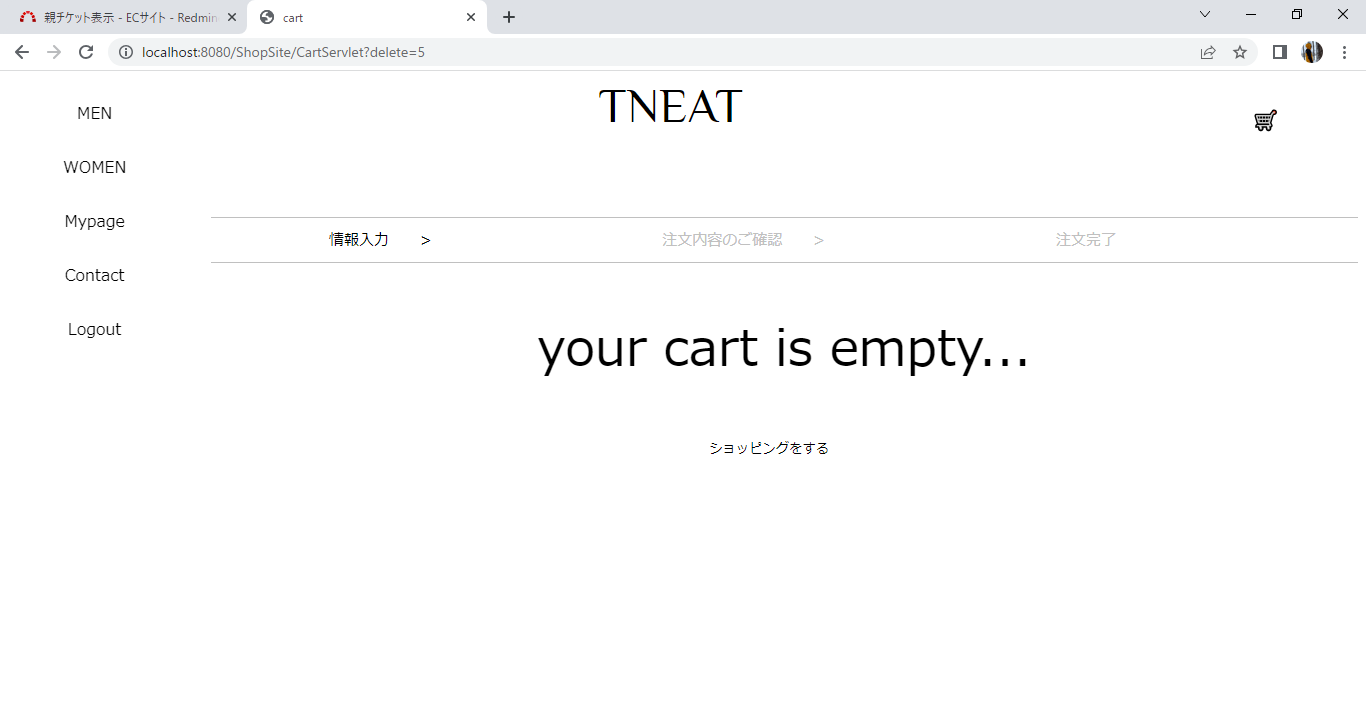 親チケット表示 - ECサイト - Redmin
cart
localhost:8080/ShopSite/CartServlet?delete=5
TNEAT
MEN
WOMEN
Mypage
Contact
Logout
情報入力 >
注文内容のご確認 >
注文完了
your cart is empty...
ショッピングをする